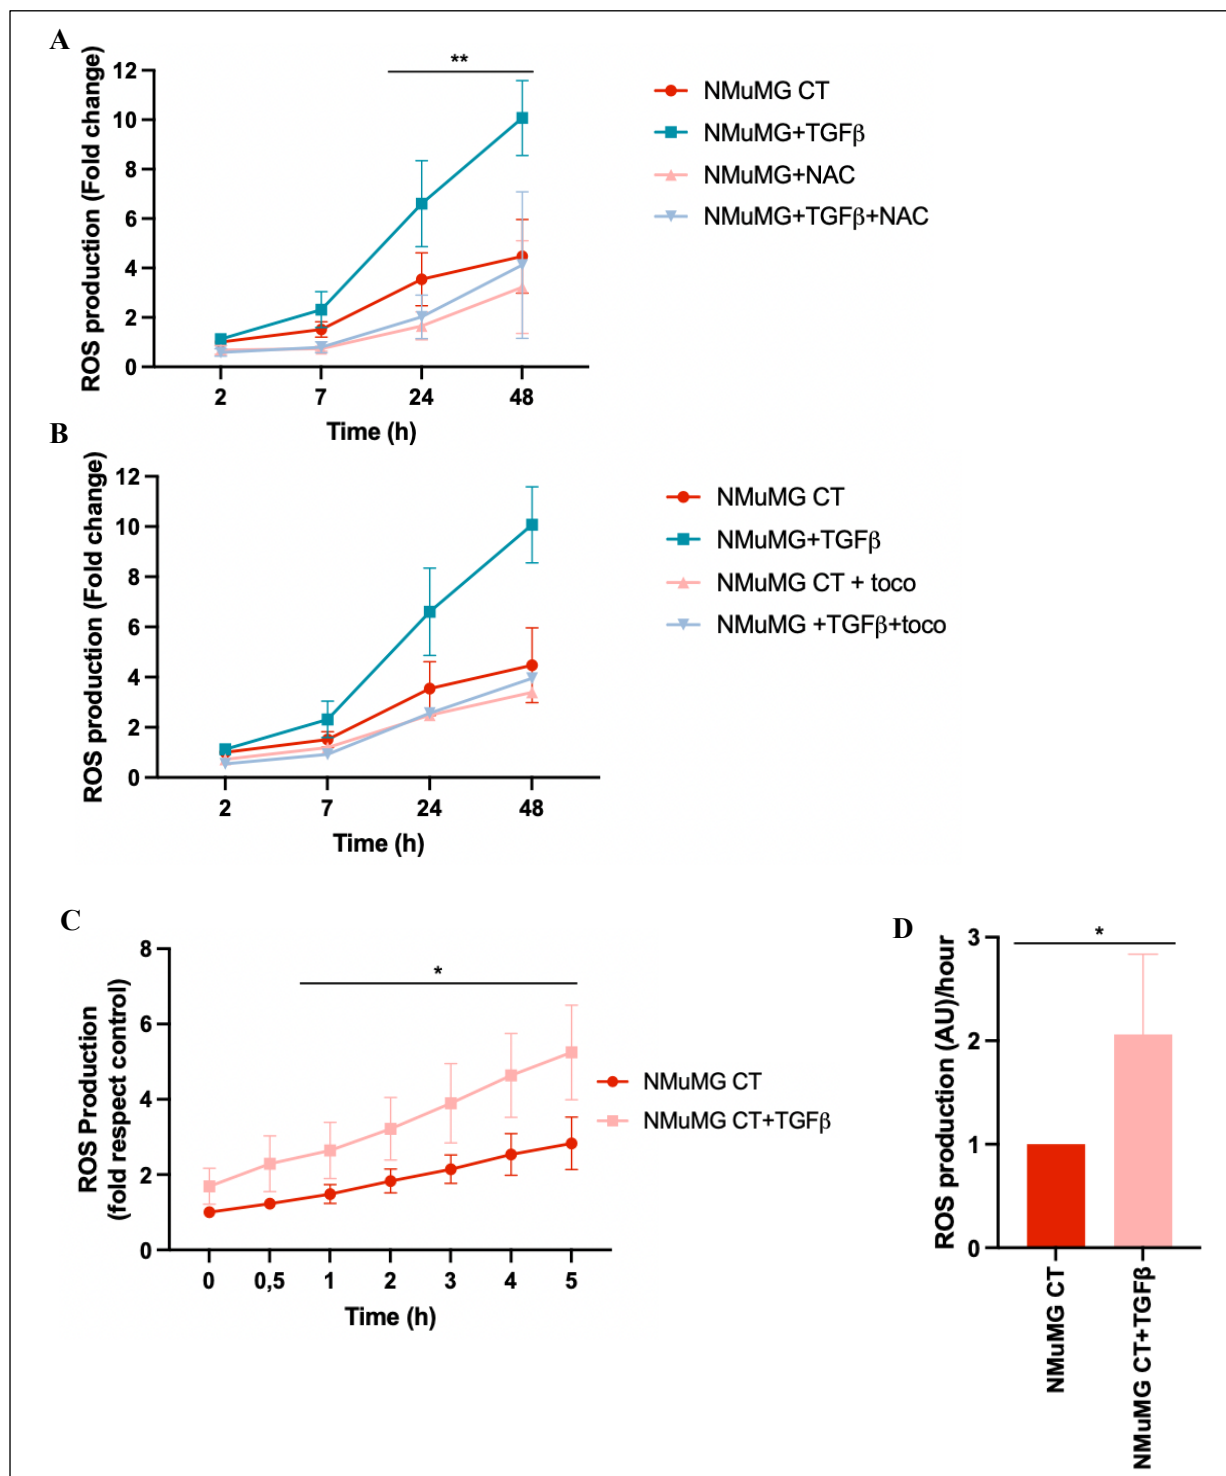 A
ROS production (Fold change)
12
10
8
6
4
2
0
**
2 7 24 48
Time (h)
NMuMG CT
NMuMG+TGFβ
NMuMG+NAC
NMuMG+TGFβ+NAC
B
ROS production (Fold change)
12
10
8
6
4
2
0
2 7 24 48
Time (h)
NMuMG CT
NMuMG+TGFβ
NMuMG CT + toco
NMuMG +TGFβ+toco
C
ROS Production
(fold respect control)
8
6
4
2
0
*
0 0,5 1 2 3 4 5
Time (h)
NMuMG CT
NMuMG CT+TGFβ
D
ROS production (AU)/hour
3
2
1
0
*
NMuMG CT
NMuMG CT+TGFβ